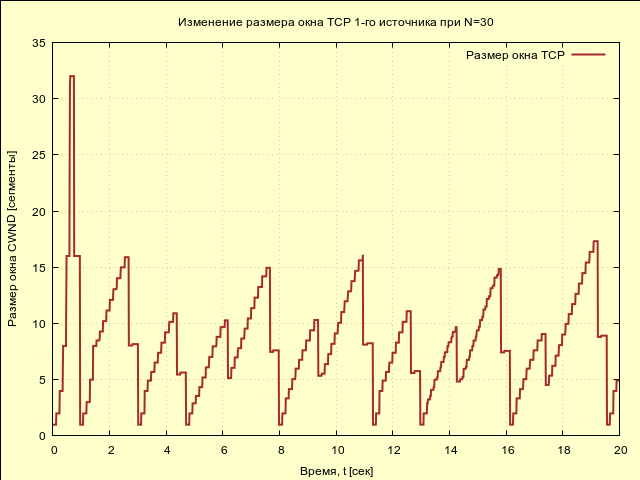 Изменение размера окна TCP 1-го источника при N=30
Размер окна TCP
35
30
25
20
15
10
5
0
Размер окна CWND [сегменты]
0 2 4 6 8 10 12 14 16 18 20
Время, t [сек]